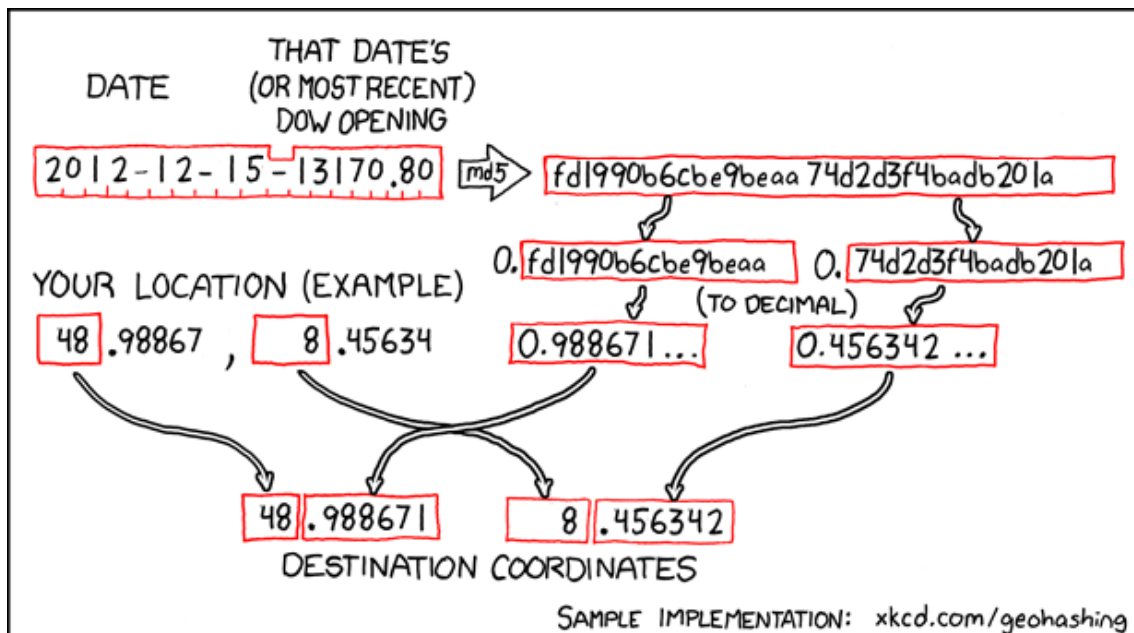 DATE
THAT DATE'S
(OR MOST RECENT)
DOW OPENING
2012-12-15-13170.80
md5
fd1990b6cbe9beaa74d2d3f4badb201a
0.fd1990b6cbe9beaa
0.74d2d3f4badb201a
(TO DECIMAL)
0.988671...
0.456342...
YOUR LOCATION (EXAMPLE)
48.98867, 8.45634
48.988671 8.456342
DESTINATION COORDINATES
SAMPLE IMPLEMENTATION: xkcd.com/geohashing